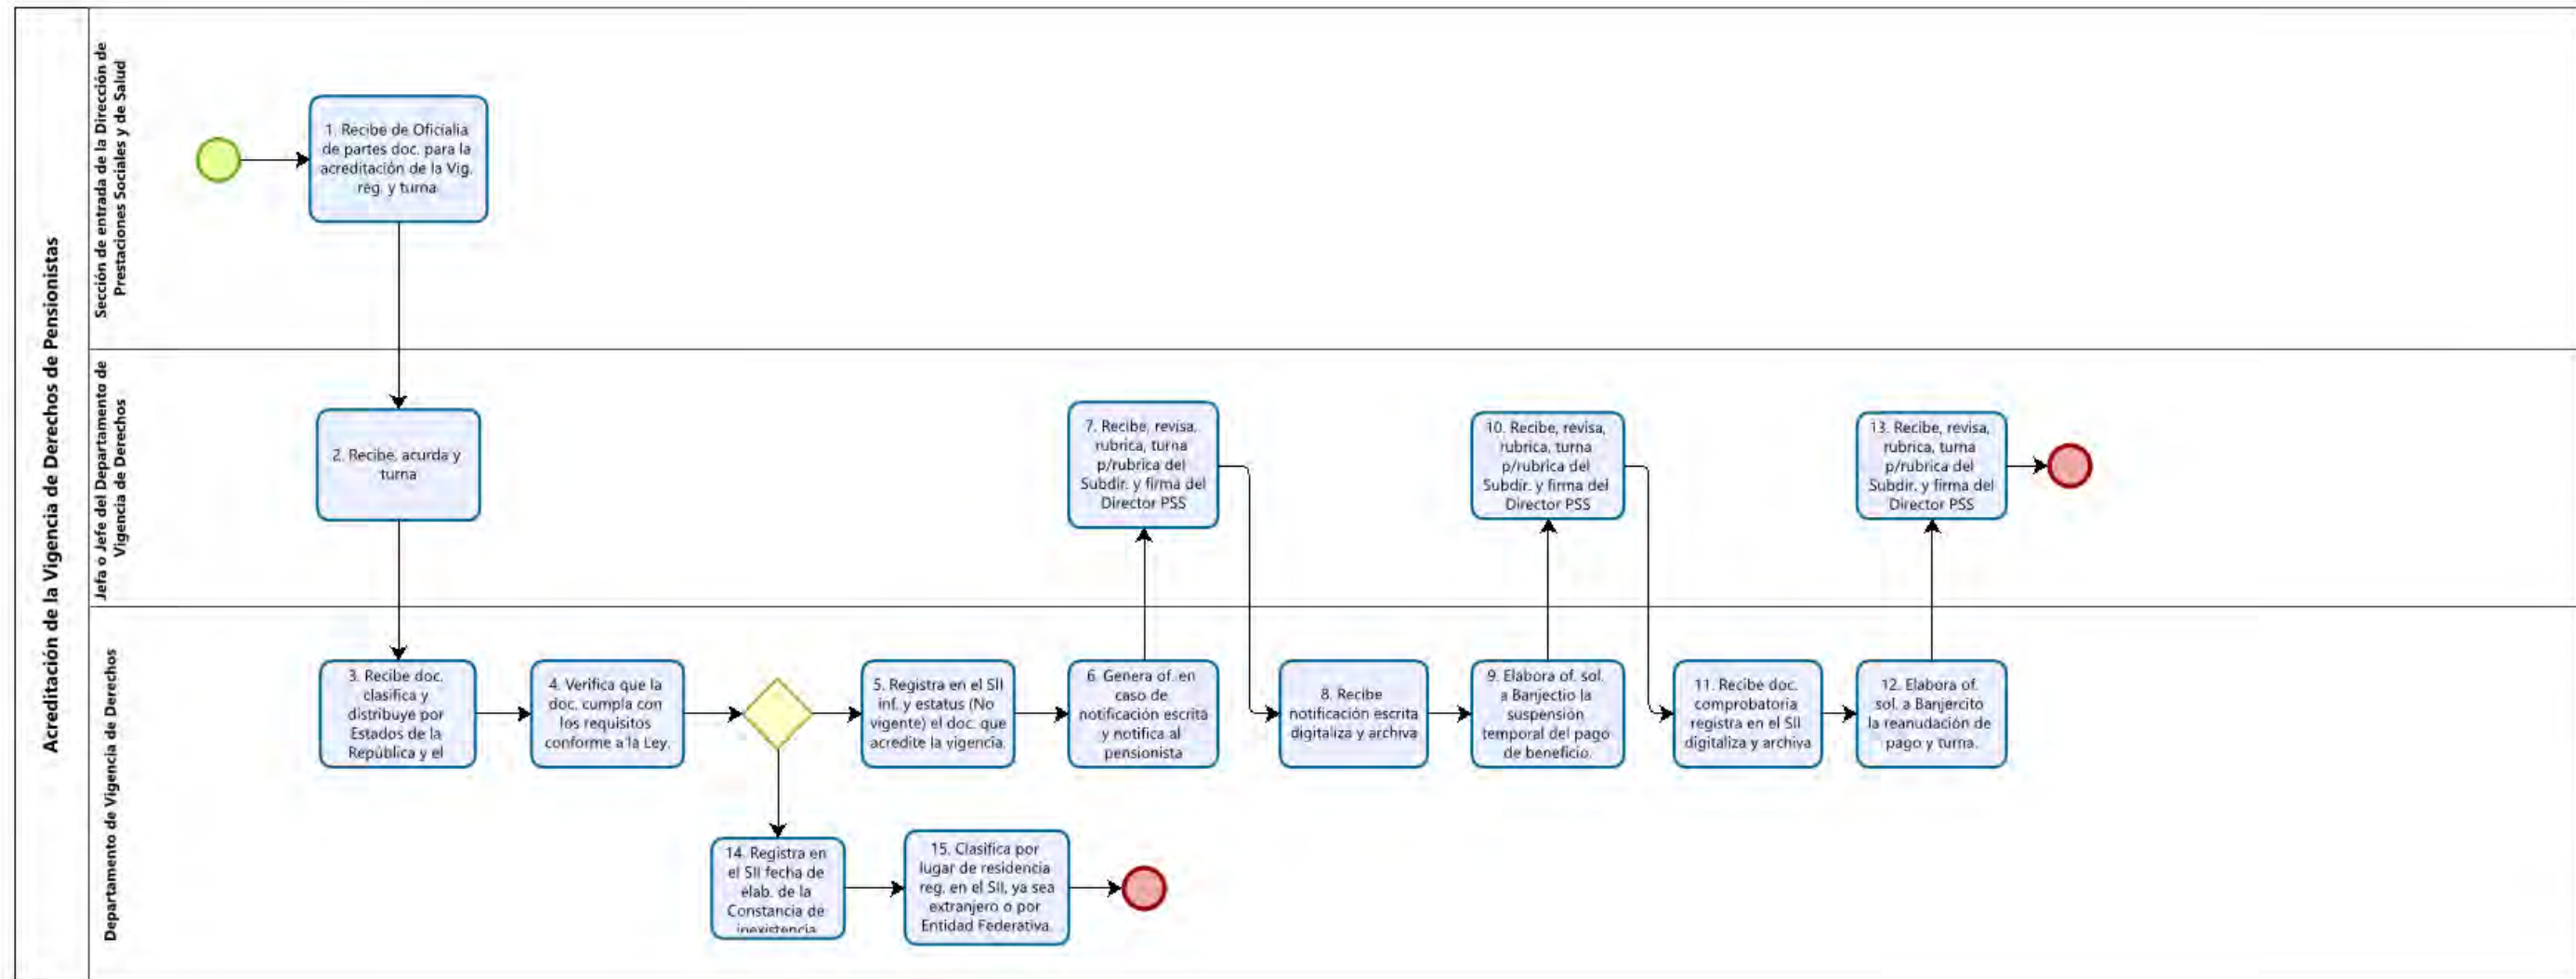 Acreditación de la Vigencia de Derechos de Pensionistas
Sección de entrada de la Dirección de
Prestaciones Sociales y de Salud
1. Recibe de Oficialia
de partes doc. para la
acreditación de la Vig.
reg. y turna
Jefa o Jefe del Departamento de
Vigencia de Derechos
2. Recibe, acurda y
turna
7. Recibe, revisa,
rubrica, turna
p/rubrica del
Subdir. y firma del
Director PSS
10. Recibe, revisa,
rubrica, turna
p/rubrica del
Subdir. y firma del
Director PSS
13. Recibe, revisa,
rubrica, turna
p/rubrica del
Subdir. y firma del
Director PSS
Departamento de Vigencia de Derechos
3. Recibe doc.
clasifica y
distribuye por
Estados de la
República y el
4. Verifica que la
doc. cumpla con
los requisitos
conforme a la Ley.
5. Registra en el SII
inf. y estatus (No
vigente) el doc. que
acredite la vigencia.
6. Genera of. en
caso de
notificación escrita
y notifica al
pensionista
8. Recibe
notificación escrita
digitaliza y archiva
9. Elabora of. sol.
a Banjectio la
suspensión
temporal del pago
de beneficio.
11. Recibe doc.
comprobatoria
registra en el SII
digitaliza y archiva
12. Elabora of.
sol. a Banjercito
la reanudación de
pago y turna.
14. Registra en
el SII fecha de
elab. de la
Constancia de
inexistencia
15. Clasifica por
lugar de residencia
reg. en el SII, ya sea
extranjero o por
Entidad Federativa.